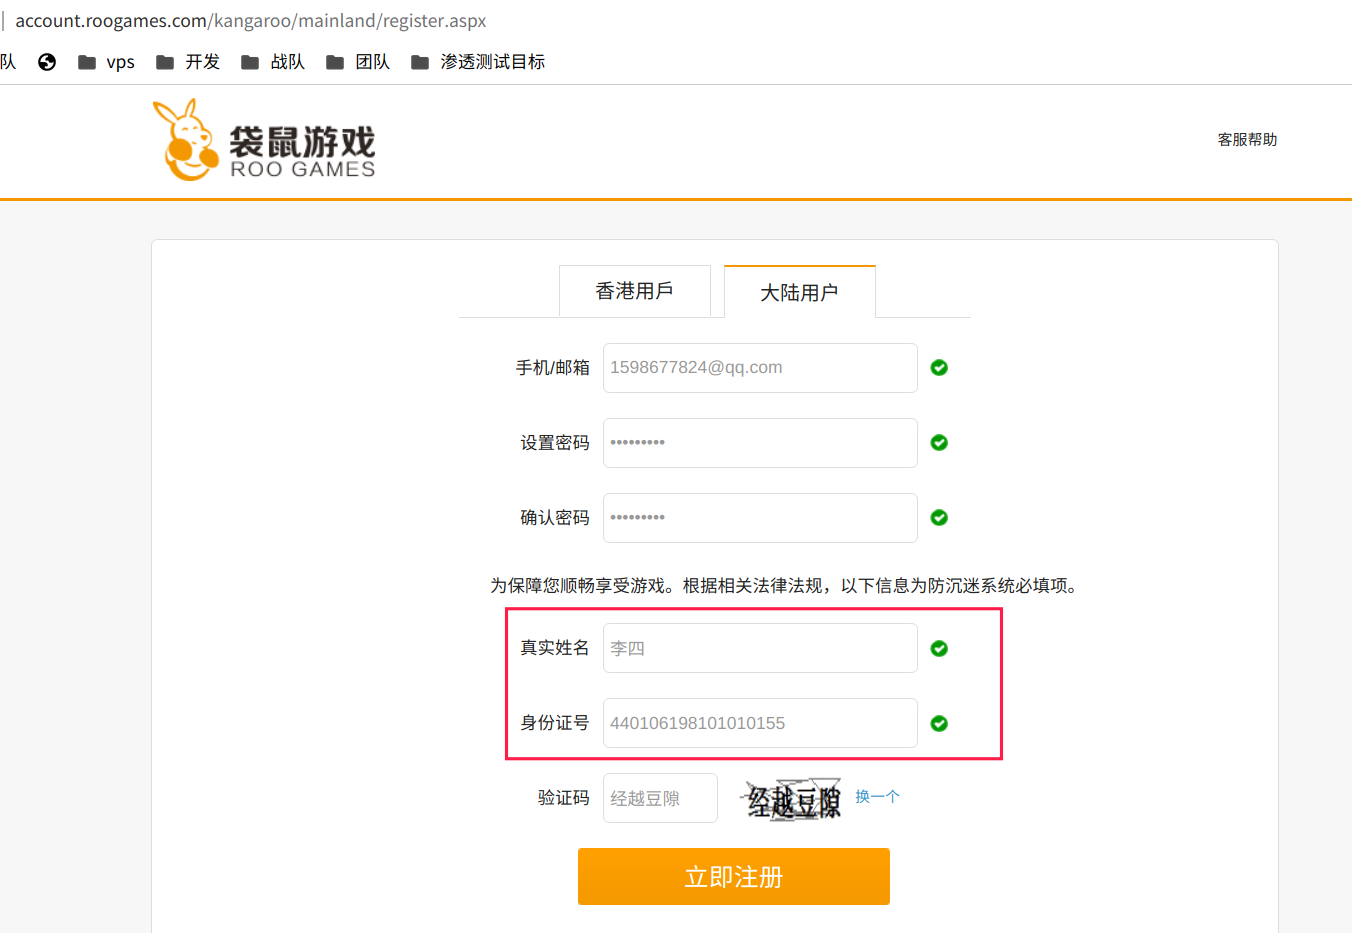 account.roogames.com/kangaroo/mainland/register.aspx
队 vps 开发 战队 团队 渗透测试目标
袋鼠游戏
ROO GAMES
客服帮助
香港用戶 大陆用户
手机/邮箱 1598677824@qq.com
设置密码 •••••••••
确认密码 •••••••••
为保障您顺畅享受游戏。根据相关法律法规，以下信息为防沉迷系统必填项。
真实姓名 李四
身份证号 440106198101010155
验证码 经越豆隙 经越豆隙 换一个
立即注册